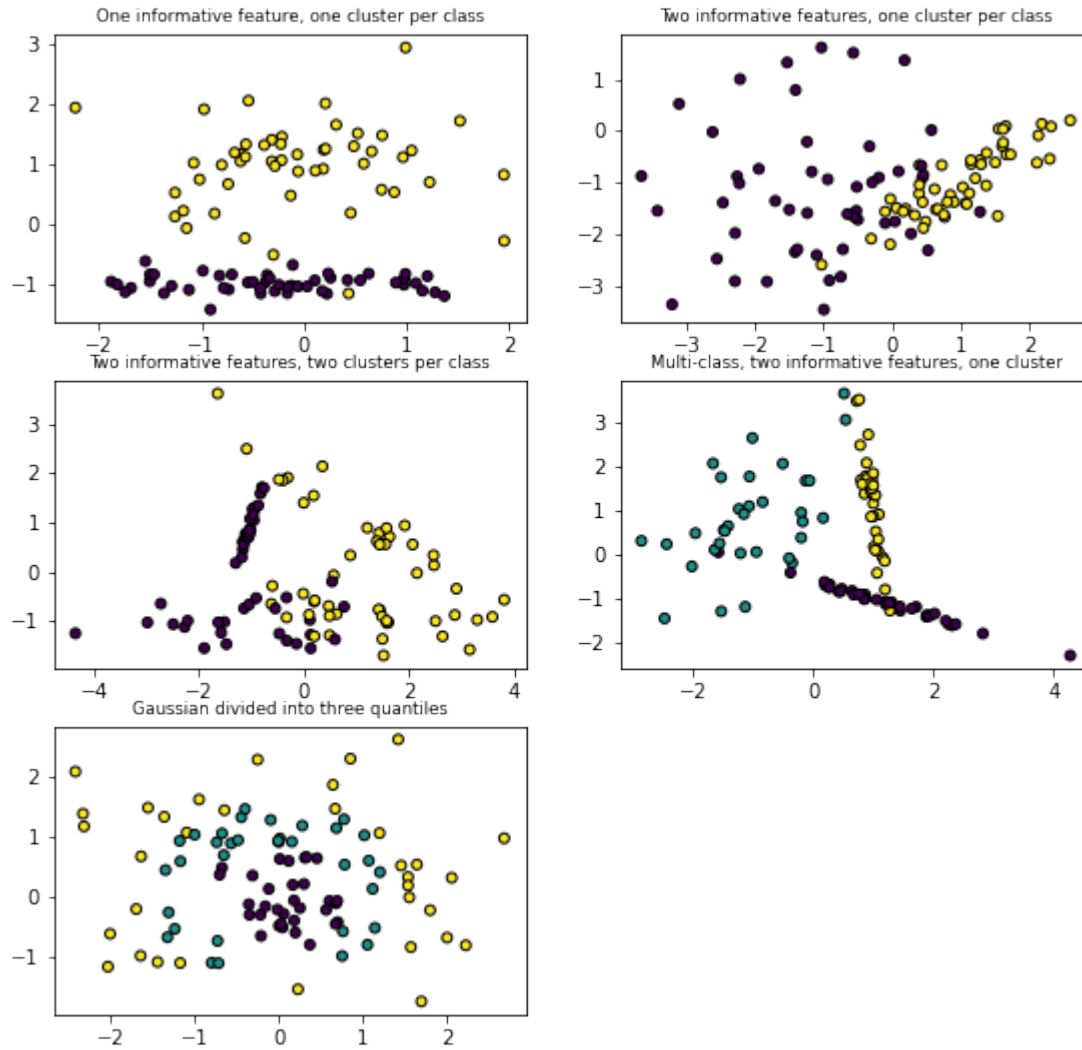 One informative feature, one cluster per class
3
2
1
0
−1
−2 −1 0 1 2
Two informative features, one cluster per class
1
0
−1
−2
−3
−3 −2 −1 0 1 2
Two informative features, two clusters per class
3
2
1
0
−1
−4 −2 0 2 4
Multi-class, two informative features, one cluster
3
2
1
0
−1
−2
−2 0 2 4
Gaussian divided into three quantiles
2
1
0
−1
−2 −1 0 1 2